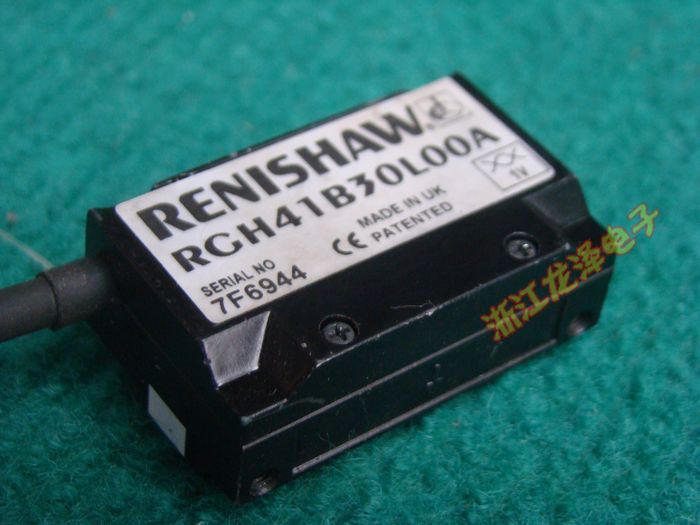 RENISHAW
RGH41B30L00A
1V
CE
MADE IN UK
PATENTED
SERIAL NO
7F6944
浙江龙泽电子